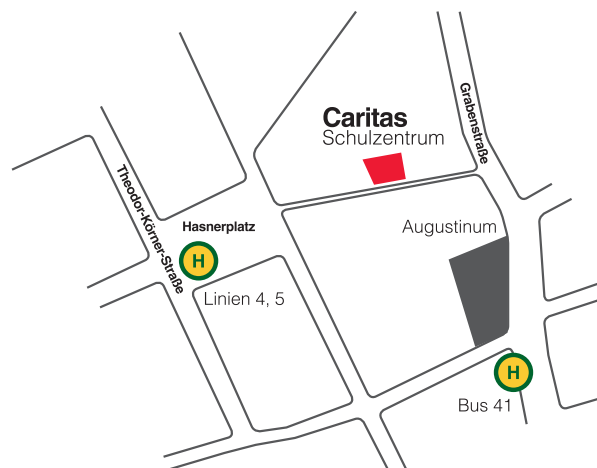 Grabenstraße
Caritas
Schulzentrum
Theodor-Körner-Straße
Hasnerplatz
Augustinum
H
Linien 4, 5
H
Bus 41